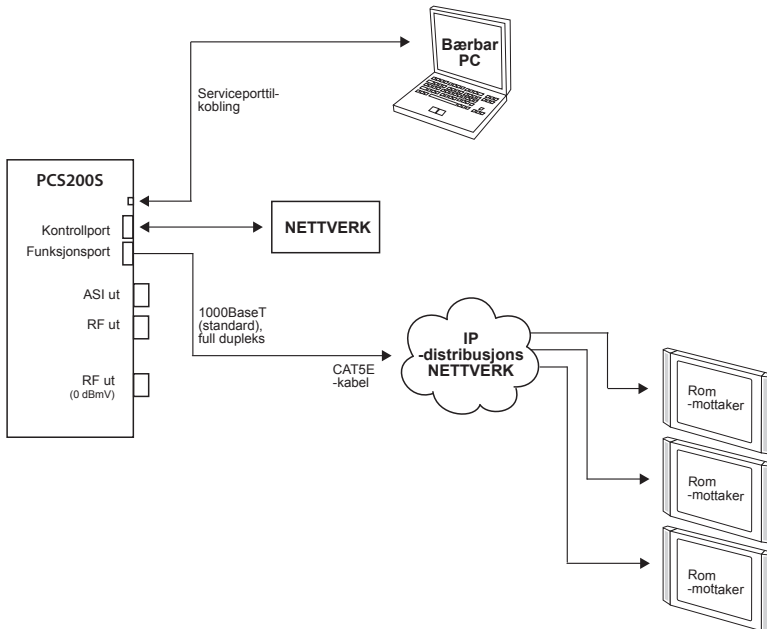 Bærbar
PC
Serviceporttil-
kobling
PCS200S
Kontrollport
Funksjonsport
NETTVERK
ASI ut
RF ut
RF ut
(0 dBmV)
1000BaseT
(standard),
full dupleks
CAT5E
-kabel
IP
-distribusjons
NETTVERK
Rom
-mottaker
Rom
-mottaker
Rom
-mottaker